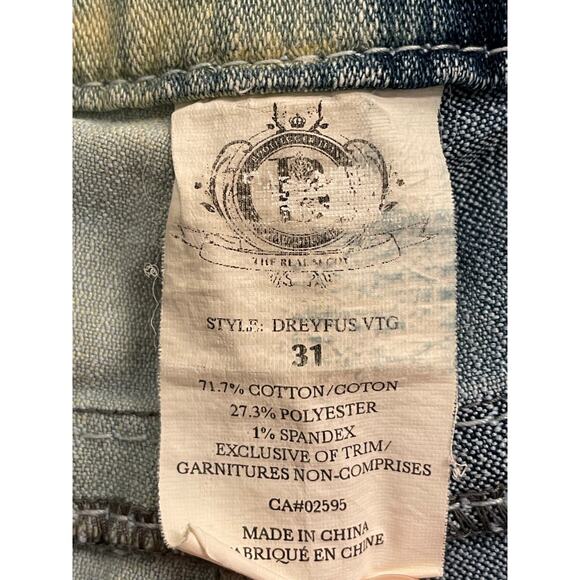 THE REAL MCCOY
STYLE: DREYFUS VTG
31
71.7% COTTON/COTON
27.3% POLYESTER
1% SPANDEX
EXCLUSIVE OF TRIM/
GARNITURES NON-COMPRISES
CA#02595
MADE IN CHINA
FABRIQUÉ EN CHINE